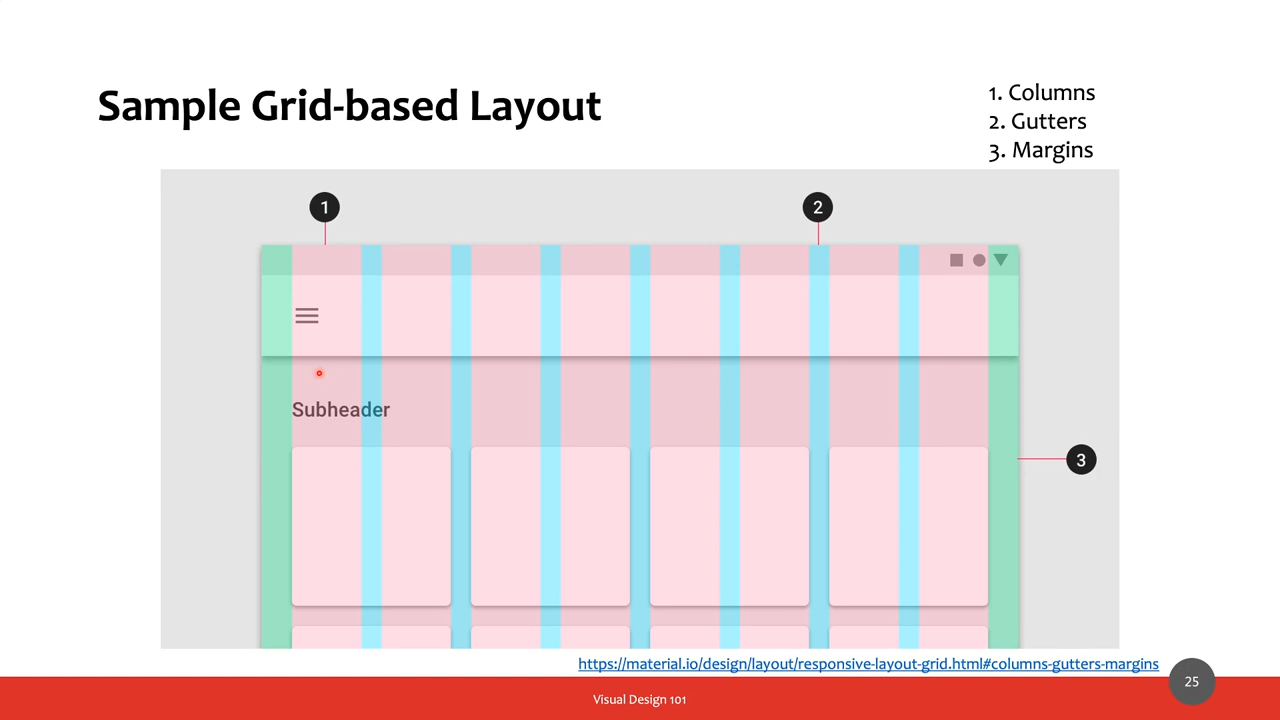 Sample Grid-based Layout
1. Columns
2. Gutters
3. Margins
1
2
Subheader
3
https://material.io/design/layout/responsive-layout-grid.html#columns-gutters-margins
Visual Design 101
25